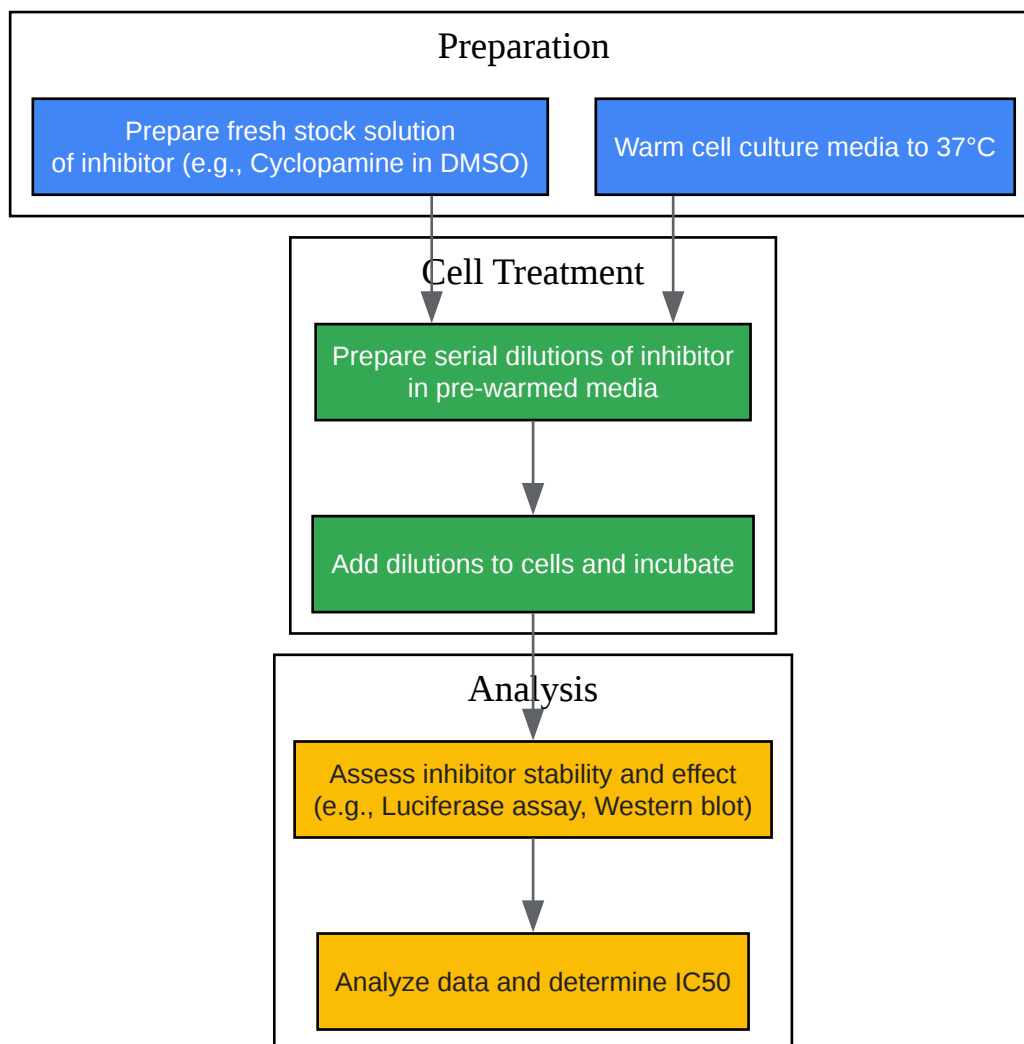 Preparation
Prepare fresh stock solution
of inhibitor (e.g., Cyclopamine in DMSO)
Warm cell culture media to 37°C
Cell Treatment
Prepare serial dilutions of inhibitor
in pre-warmed media
Add dilutions to cells and incubate
Analysis
Assess inhibitor stability and effect
(e.g., Luciferase assay, Western blot)
Analyze data and determine IC50